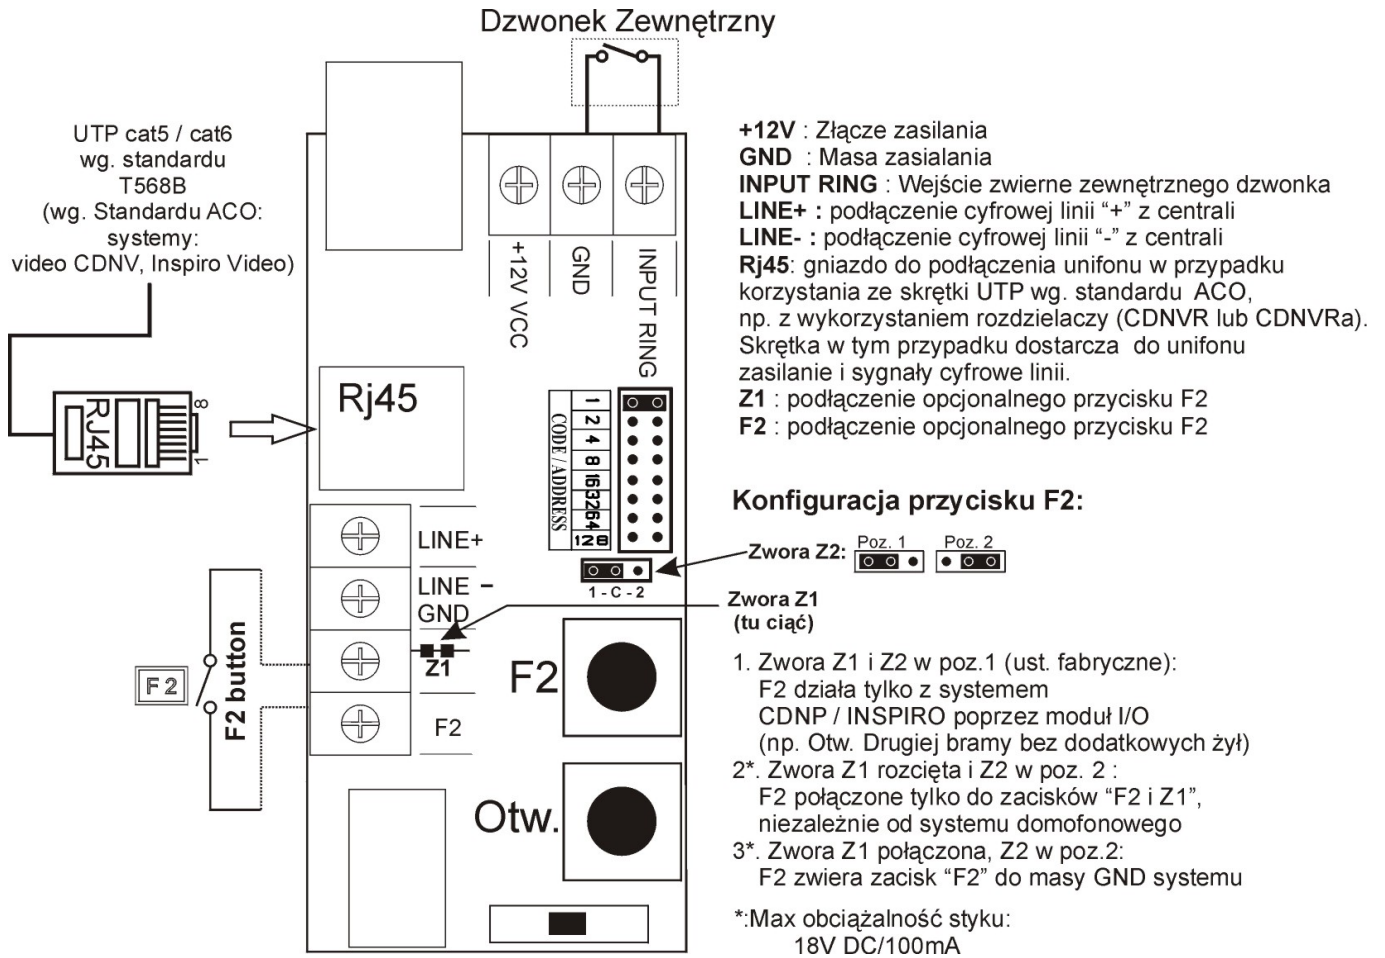 Dzwonek Zewnętrzny
UTP cat5 / cat6
wg. standardu
T568B
(wg. Standardu ACO:
systemy:
video CDNV, Inspiro Video)
+12V VCC
GND
INPUT RING
+12V : Złącze zasilania
GND : Masa zasialania
INPUT RING : Wejście zwierne zewnętrznego dzwonka
LINE+ : podłączenie cyfrowej linii “+” z centrali
LINE- : podłączenie cyfrowej linii “-” z centrali
Rj45: gniazdo do podłączenia unifonu w przypadku
korzystania ze skrętki UTP wg. standardu ACO,
np. z wykorzystaniem rozdzielaczy (CDNVR lub CDNVRa).
Skrętka w tym przypadku dostarcza do unifonu
zasilanie i sygnały cyfrowe linii.
Z1 : podłączenie opcjonalnego przycisku F2
F2 : podłączenie opcjonalnego przycisku F2
RJ45
8
1
Rj45
CODE / ADDRESS
1
2
4
8
16
32
64
128
LINE+
LINE -
GND
Z1
F2
1 - C - 2
F2 button
F2
F2
Otw.
Konfiguracja przycisku F2:
Zwora Z2:
Poz. 1
Poz. 2
Zwora Z1
(tu ciąć)
1. Zwora Z1 i Z2 w poz.1 (ust. fabryczne):
F2 działa tylko z systemem
CDNP / INSPIRO poprzez moduł I/O
(np. Otw. Drugiej bramy bez dodatkowych żył)
2*. Zwora Z1 rozcięta i Z2 w poz. 2 :
F2 połączone tylko do zacisków “F2 i Z1”,
niezależnie od systemu domofonowego
3*. Zwora Z1 połączona, Z2 w poz.2:
F2 zwiera zacisk “F2” do masy GND systemu
*:Max obciążalność styku:
18V DC/100mA